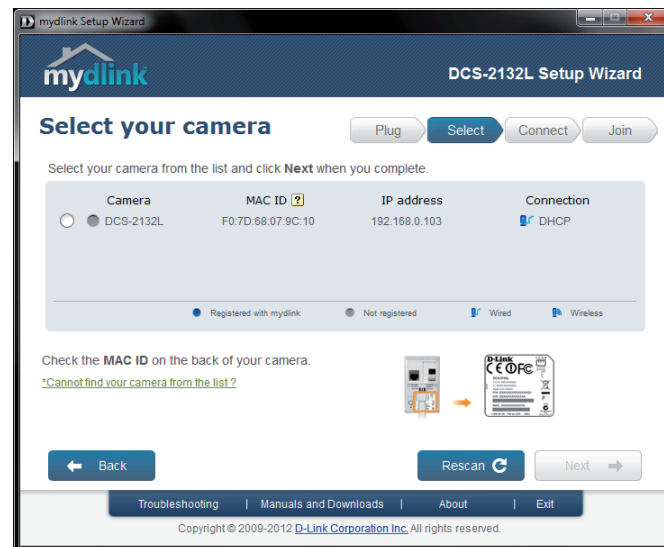 mydlink Setup Wizard
mydlink
DCS-2132L Setup Wizard
Select your camera
Plug Select Connect Join
Select your camera from the list and click Next when you complete.
Camera MAC ID ? IP address Connection
DCS-2132L F0:7D:68:07:9C:10 192.168.0.103 DHCP
Registered with mydlink Not registered Wired Wireless
Check the MAC ID on the back of your camera.
*Cannot find your camera from the list ?
D-Link
CE FC
Back Rescan Next
Troubleshooting | Manuals and Downloads | About | Exit
Copyright © 2009-2012 D-Link Corporation Inc. All rights reserved.